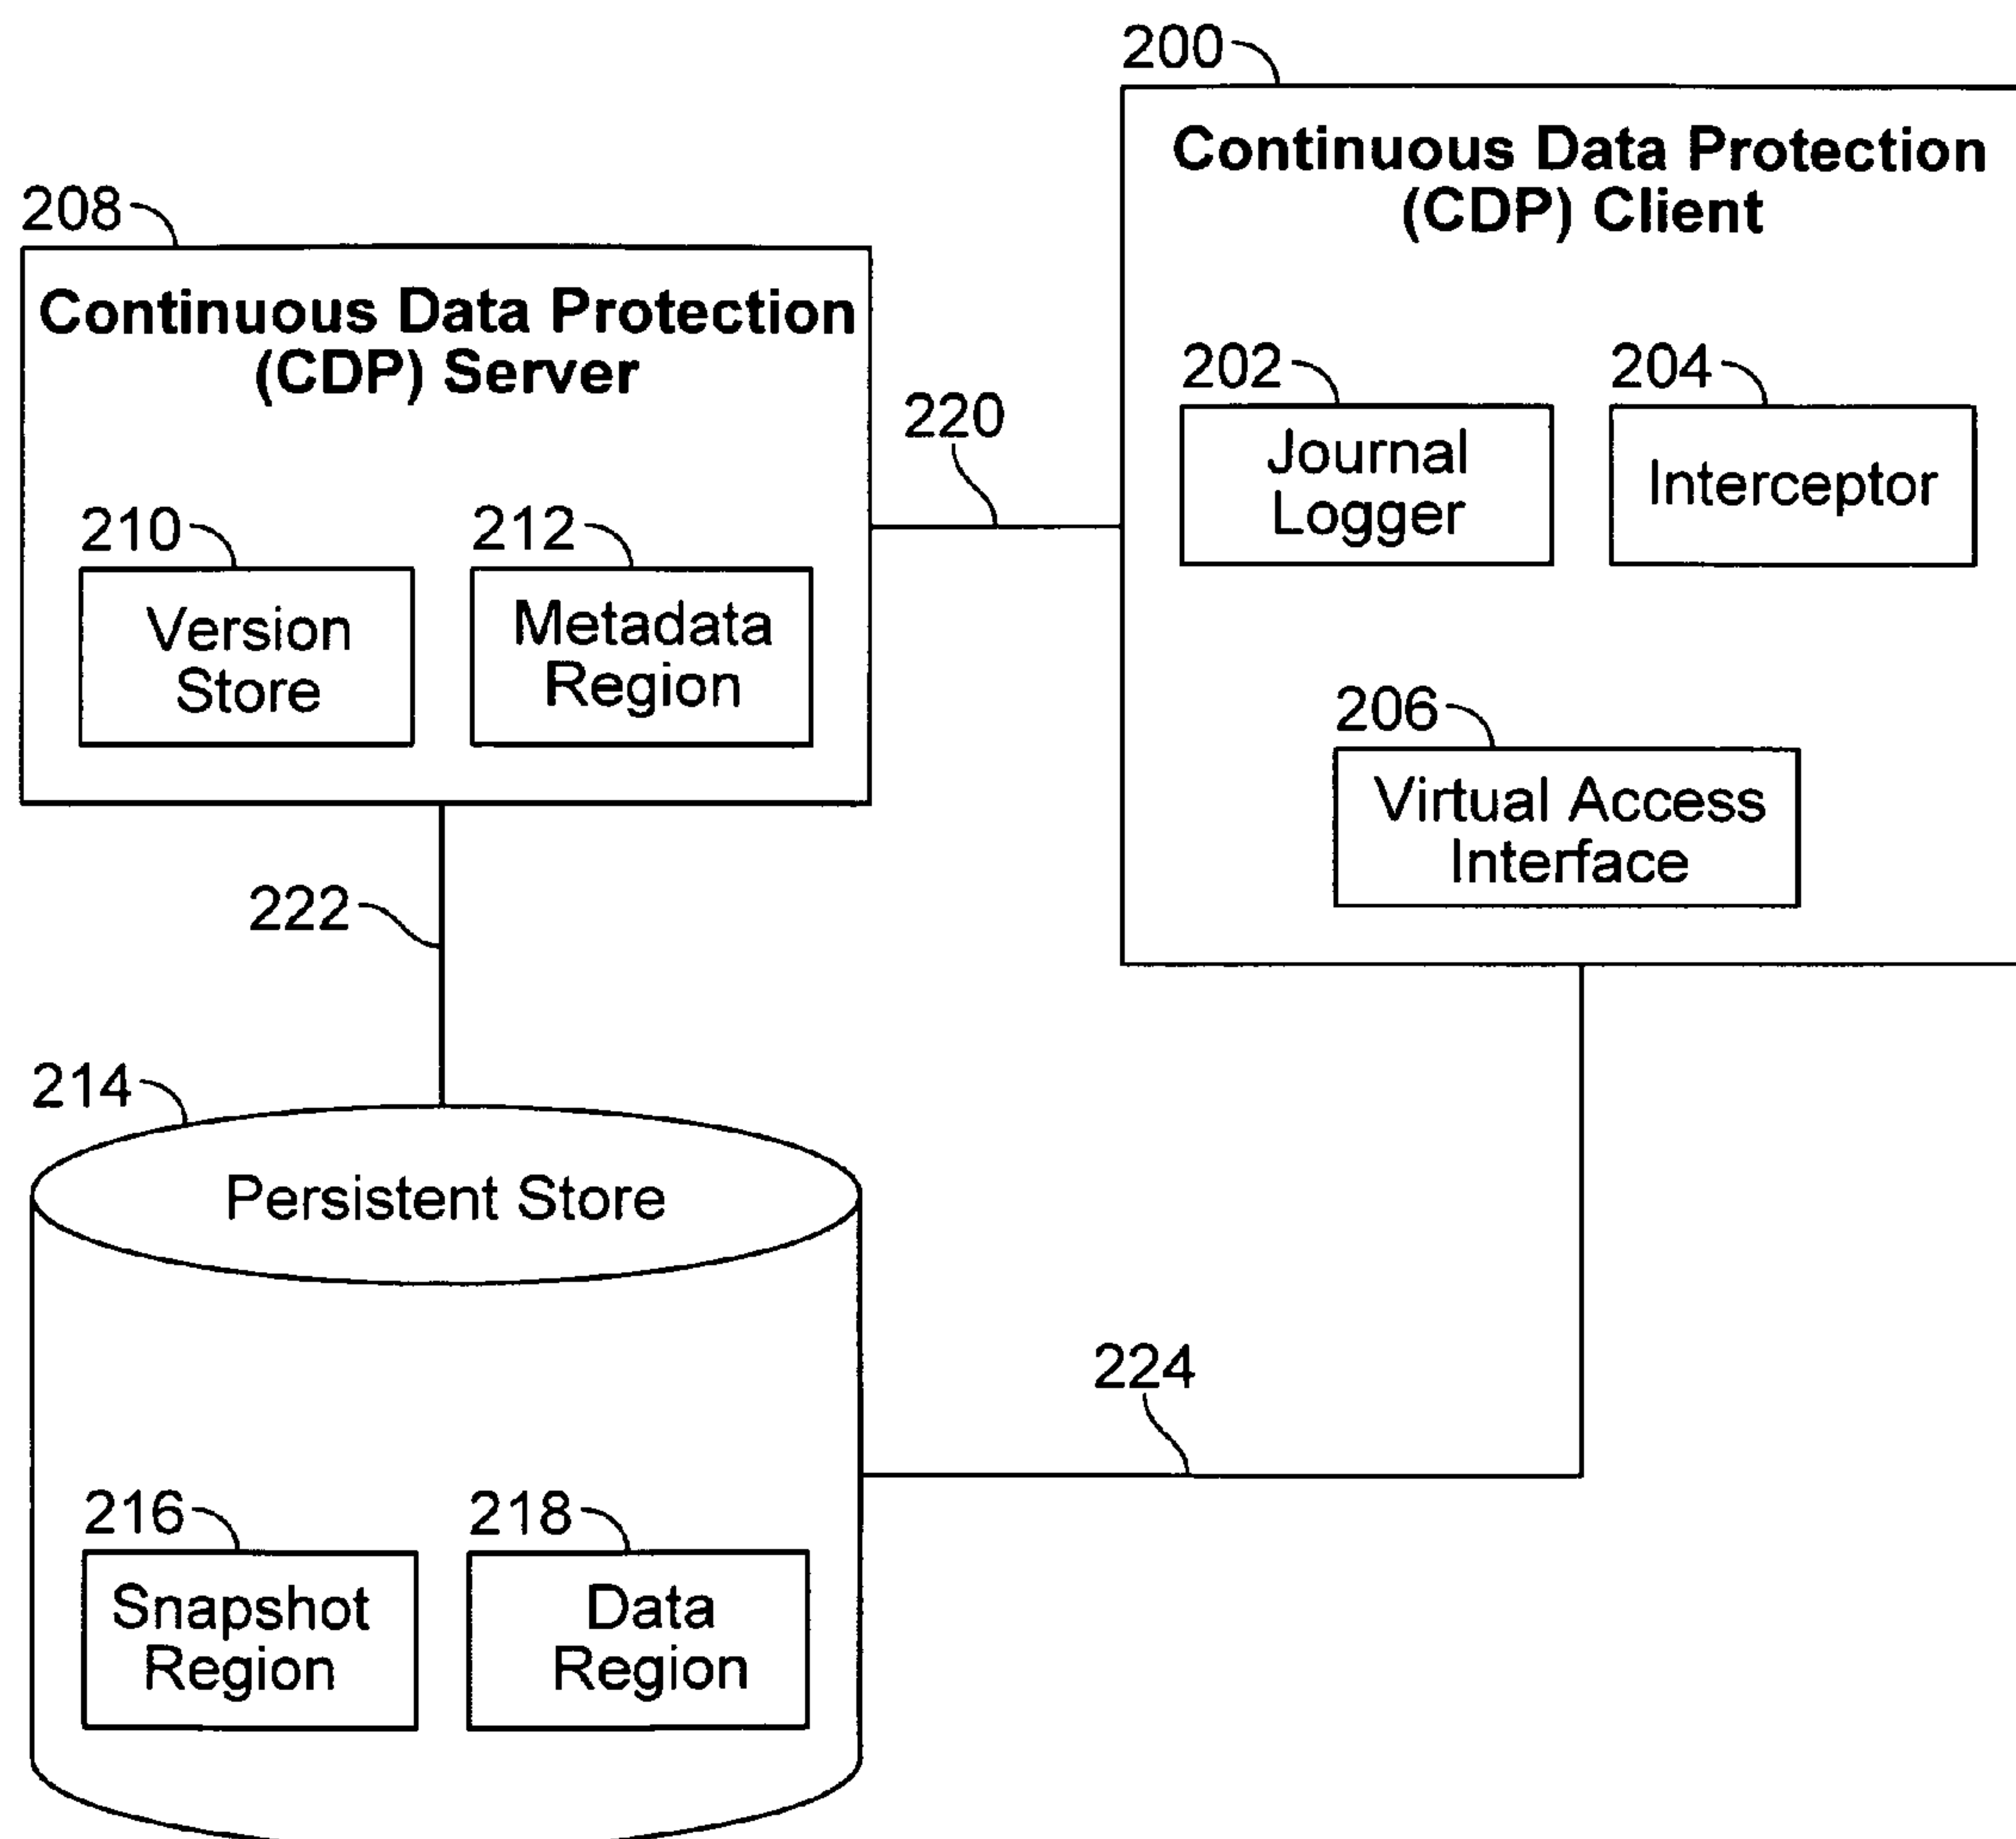 200
Continuous Data Protection
(CDP) Client
208
Continuous Data Protection
(CDP) Server
202
Journal
Logger
204
Interceptor
220
210
Version
Store
212
Metadata
Region
206
Virtual Access
Interface
222
214
Persistent Store
224
216
Snapshot
Region
218
Data
Region